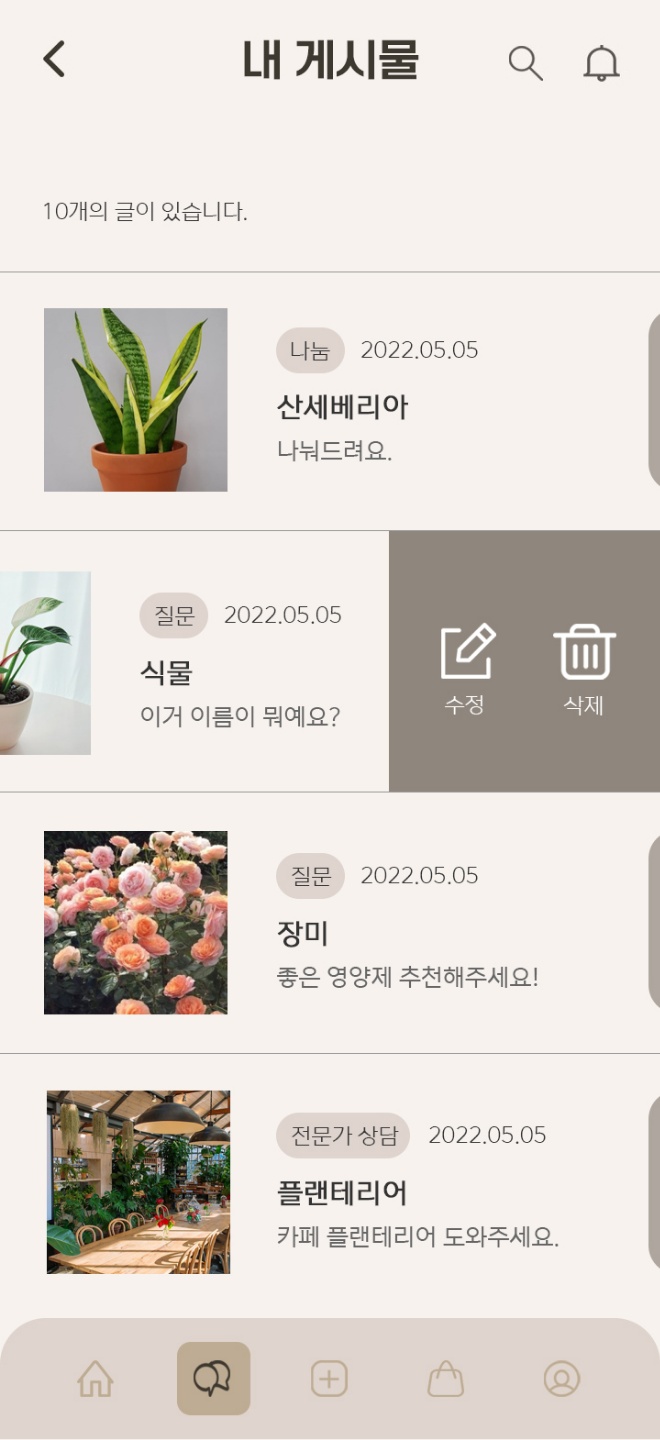 내 게시물
10개의 글이 있습니다.
나눔 2022.05.05
산세베리아
나눠드려요.
질문 2022.05.05
식물
이거 이름이 뭐예요?
수정 삭제
질문 2022.05.05
장미
좋은 영양제 추천해주세요!
전문가 상담 2022.05.05
플랜테리어
카페 플랜테리어 도와주세요.